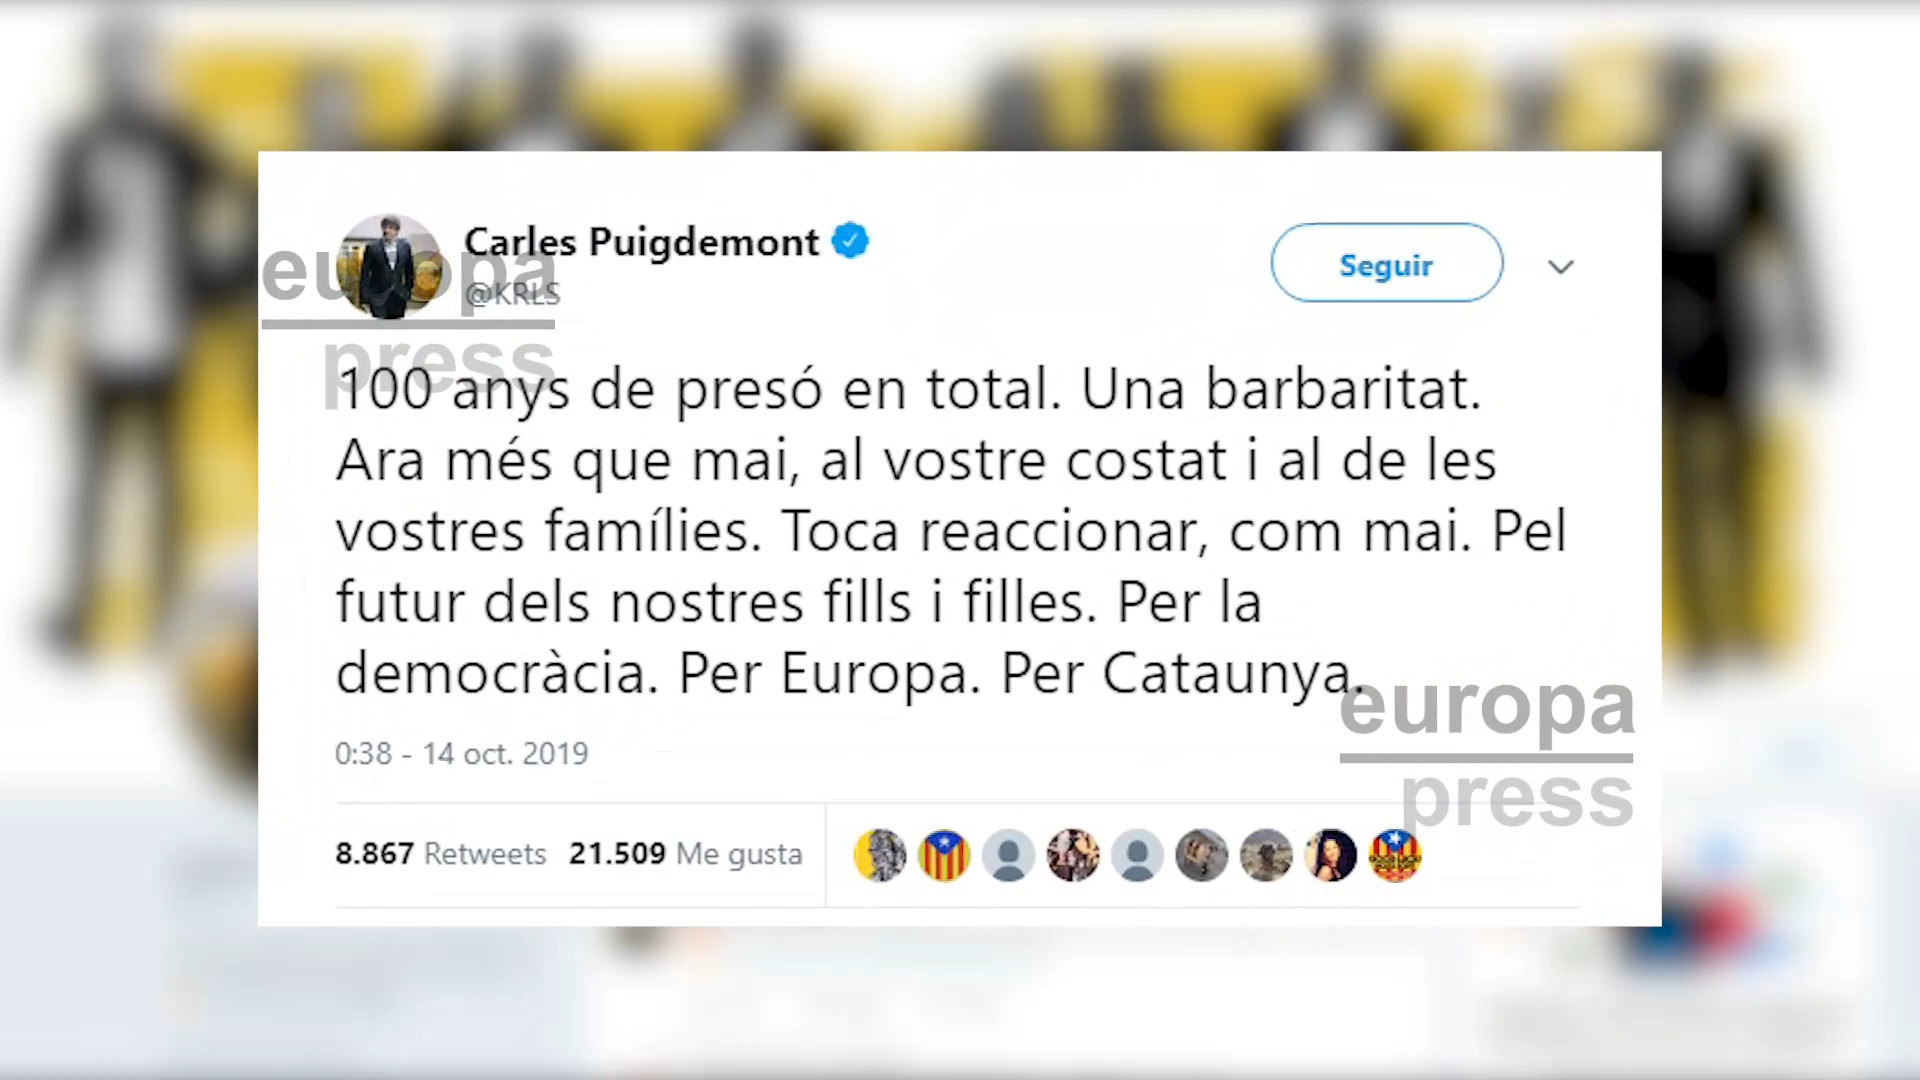 Carles Puigdemont
@KRLS
Seguir
europa
press
100 anys de presó en total. Una barbaritat.
Ara més que mai, al vostre costat i al de les
vostres famílies. Toca reaccionar, com mai. Pel
futur dels nostres fills i filles. Per la
democràcia. Per Europa. Per Cataunya.
europa
press
0:38 - 14 oct. 2019
8.867 Retweets 21.509 Me gusta